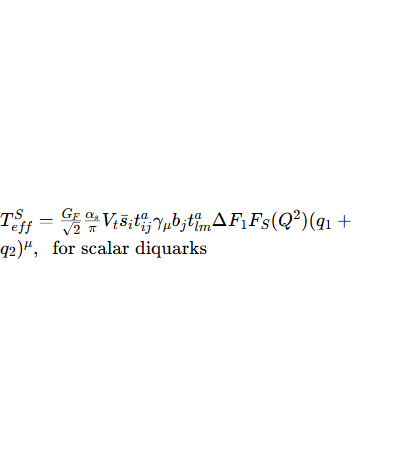 $T^{S}_{eff} = \frac{G_F}{\sqrt{2}} \frac{\alpha_s}{\pi} V_t \bar{s}_i t^a_{ij} \gamma_\mu b_j t^a_{lm} \Delta F_1 F_S(Q^2)(q_1 +$
$q_2)^\mu,$ for scalar diquarks